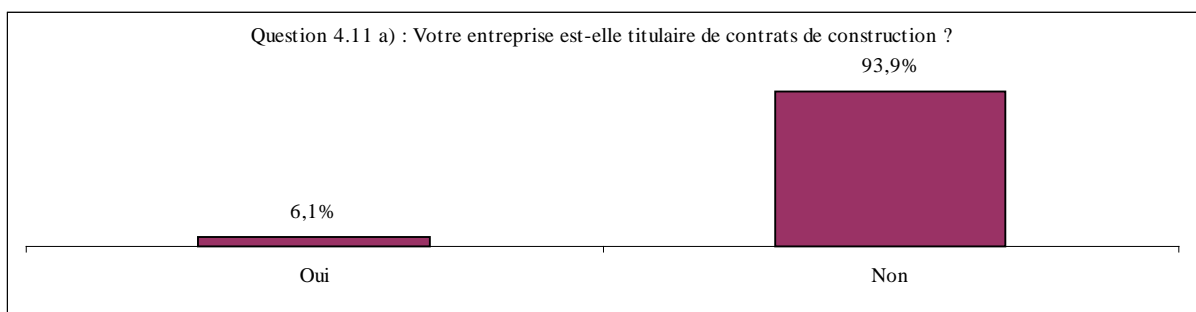 Question 4.11 a) : Votre entreprise est-elle titulaire de contrats de construction ?
93,9%
6,1%
Oui
Non